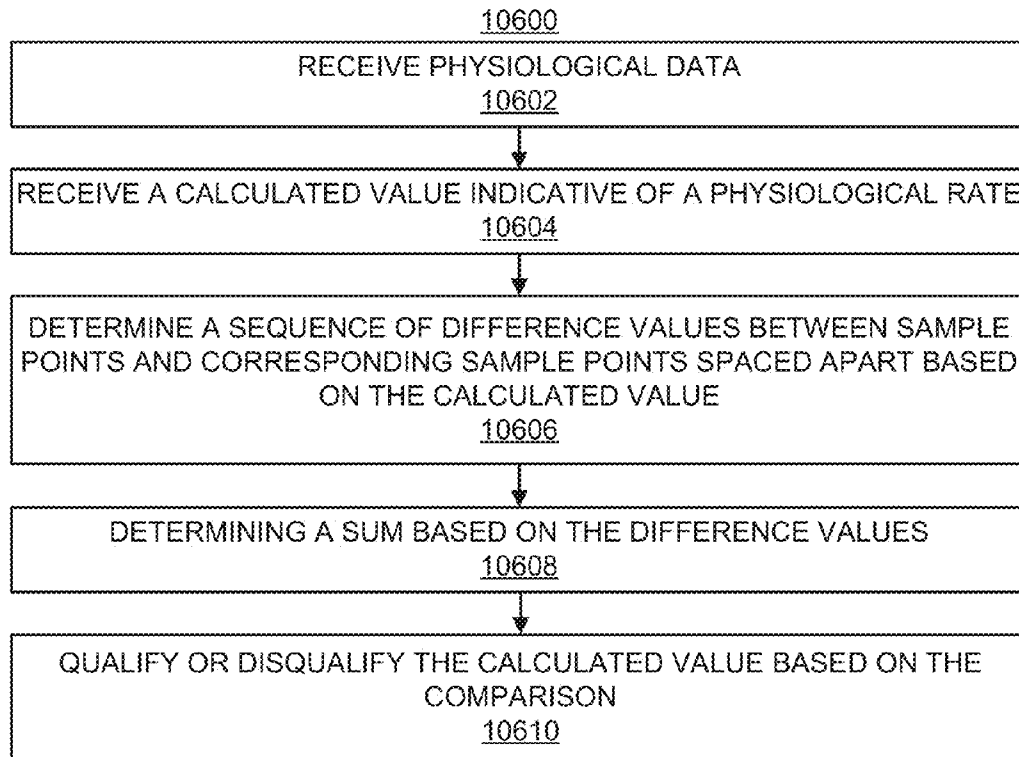 10600
RECEIVE PHYSIOLOGICAL DATA
10602
RECEIVE A CALCULATED VALUE INDICATIVE OF A PHYSIOLOGICAL RATE
10604
DETERMINE A SEQUENCE OF DIFFERENCE VALUES BETWEEN SAMPLE
POINTS AND CORRESPONDING SAMPLE POINTS SPACED APART BASED
ON THE CALCULATED VALUE
10606
DETERMINING A SUM BASED ON THE DIFFERENCE VALUES
10608
QUALIFY OR DISQUALIFY THE CALCULATED VALUE BASED ON THE
COMPARISON
10610